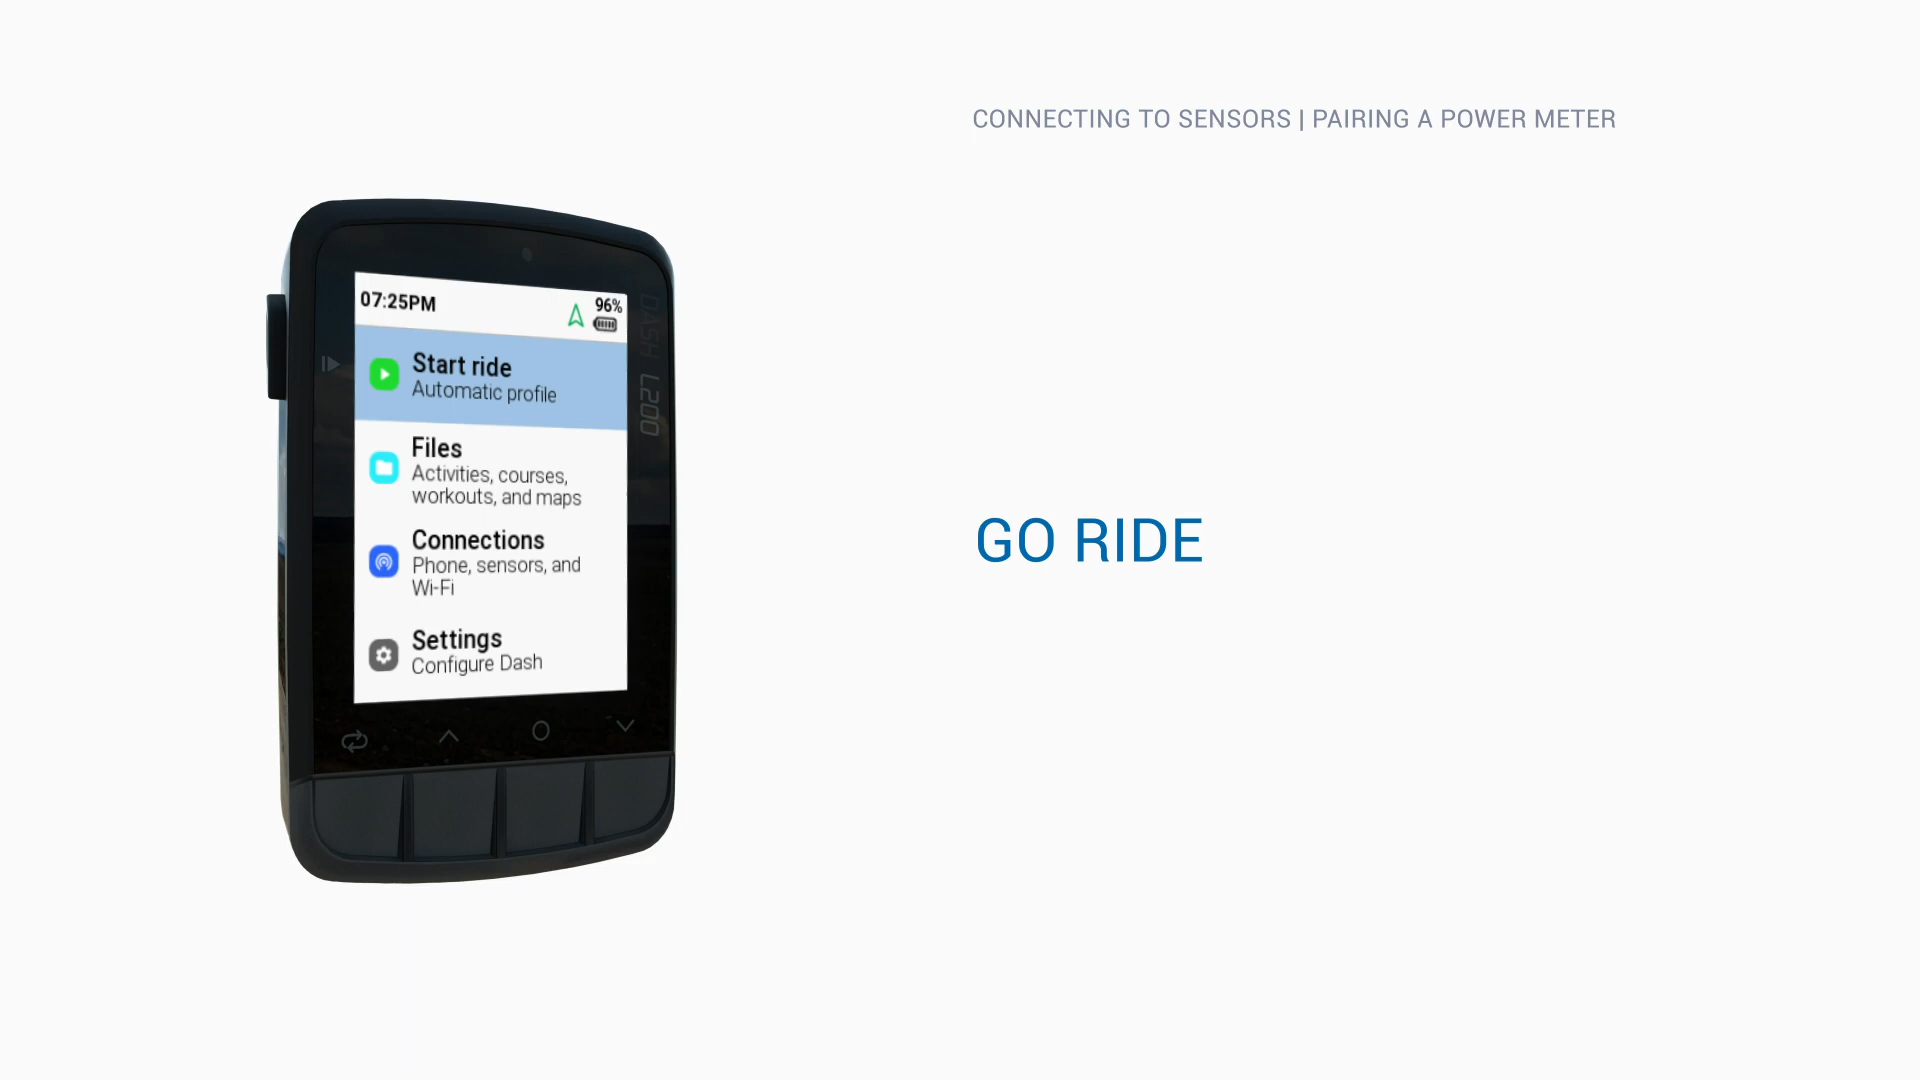 CONNECTING TO SENSORS | PAIRING A POWER METER
07:25PM
96%
Start ride
Automatic profile
Files
Activities, courses,
workouts, and maps
Connections
Phone, sensors, and
Wi-Fi
Settings
Configure Dash
DASH L200
GO RIDE